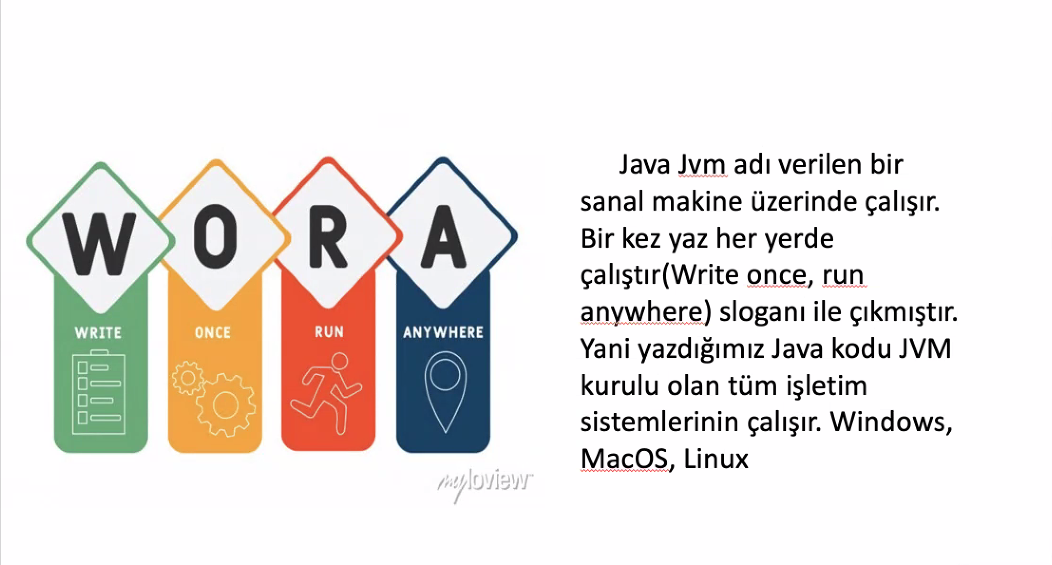 W O R A
WRITE ONCE RUN ANYWHERE
myloview
Java Jvm adı verilen bir
sanal makine üzerinde çalışır.
Bir kez yaz her yerde
çalıştır(Write once, run
anywhere) sloganı ile çıkmıştır.
Yani yazdığımız Java kodu JVM
kurulu olan tüm işletim
sistemlerinin çalışır. Windows,
MacOS, Linux